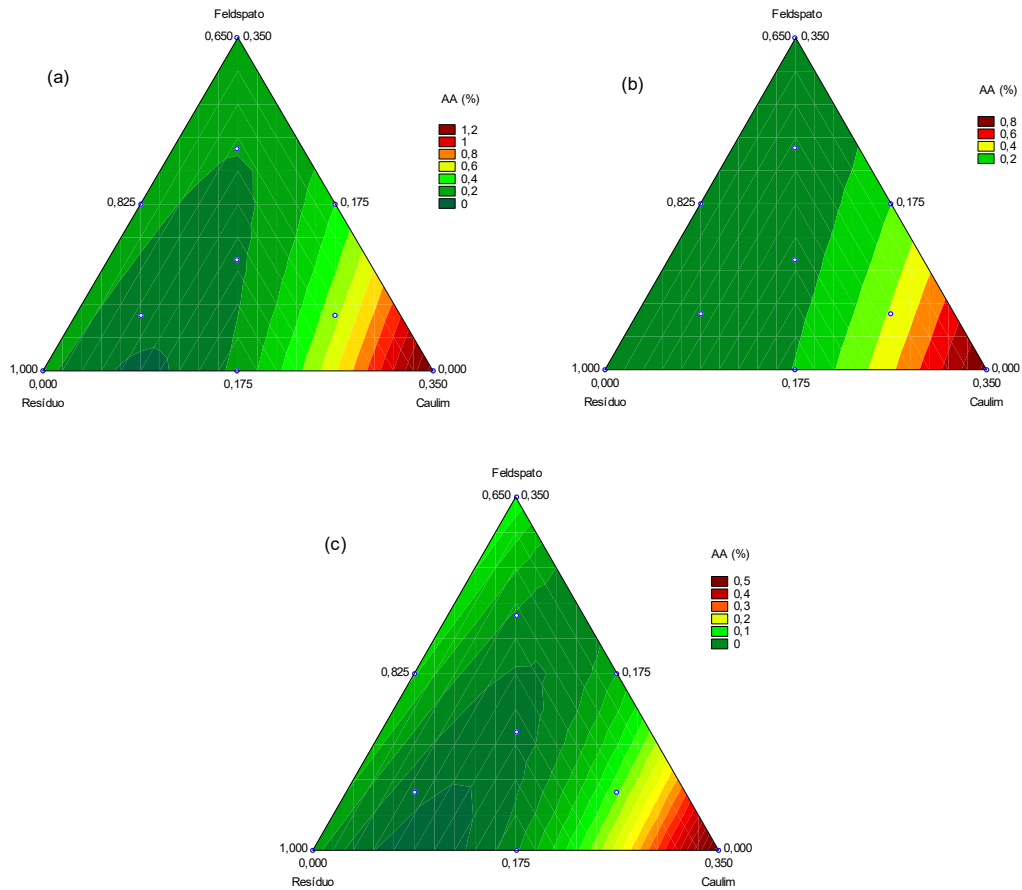 Feldspato
0,650 0,350
(a)
AA (%)
1,2
1
0,8
0,6
0,4
0,2
0
0,825
0,175
1,000
0,000
0,000
0,175
0,350
Resíduo
Caulim
Feldspato
0,650 0,350
(b)
AA (%)
0,8
0,6
0,4
0,2
0,825
0,175
1,000
0,000
0,000
0,175
0,350
Resíduo
Caulim
Feldspato
0,650 0,350
(c)
AA (%)
0,5
0,4
0,3
0,2
0,1
0
0,825
0,175
1,000
0,000
0,000
0,175
0,350
Resíduo
Caulim